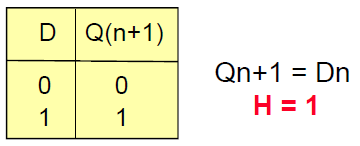 D Q(n+1)
0 0
1 1
Qn+1 = Dn
H = 1